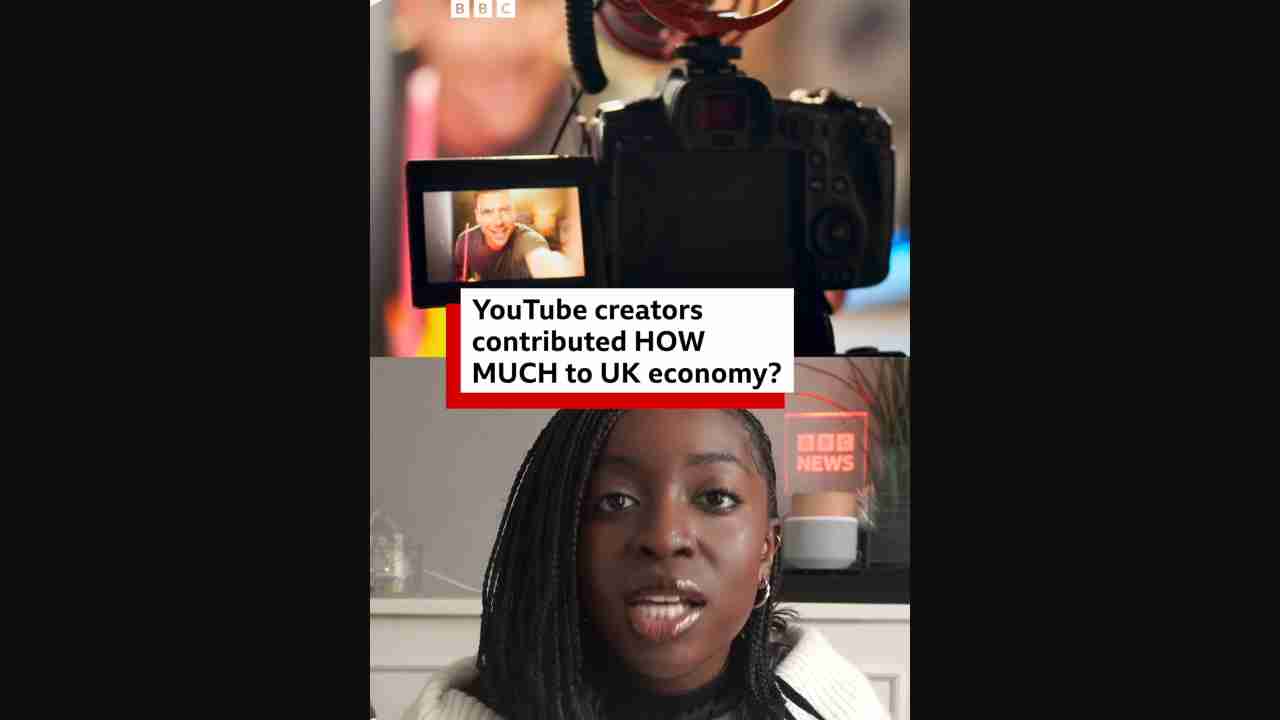 BBC
YouTube creators
contributed HOW
MUCH to UK economy?
BBC
NEWS